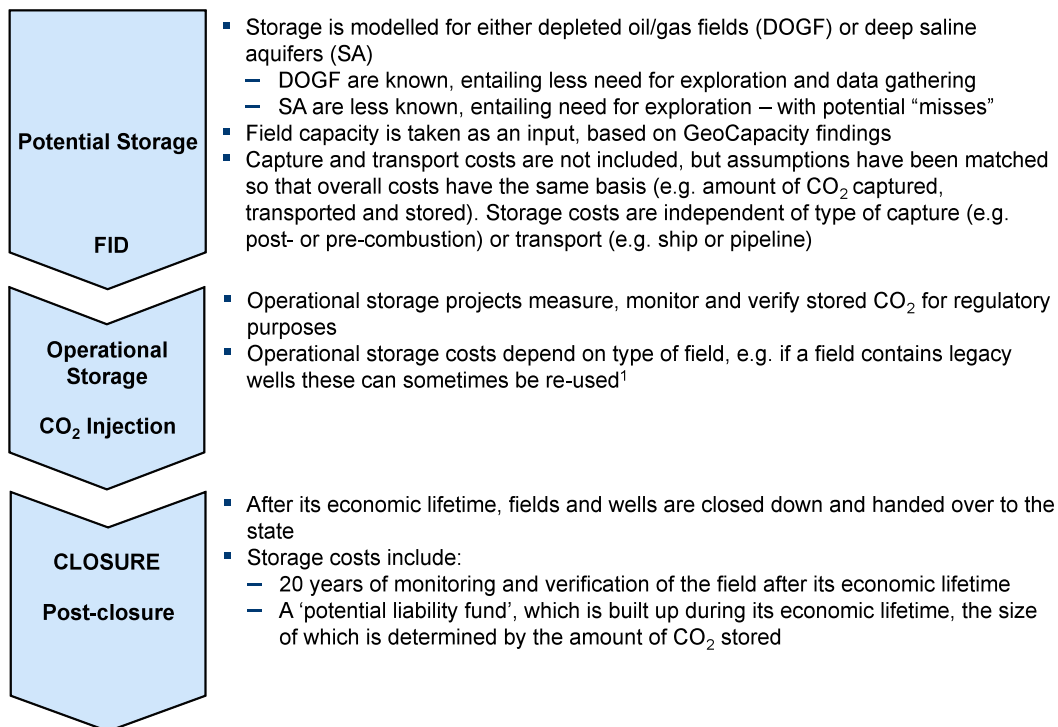 Potential Storage
FID
▪ Storage is modelled for either depleted oil/gas fields (DOGF) or deep saline
aquifers (SA)
– DOGF are known, entailing less need for exploration and data gathering
– SA are less known, entailing need for exploration – with potential “misses”
▪ Field capacity is taken as an input, based on GeoCapacity findings
▪ Capture and transport costs are not included, but assumptions have been matched
so that overall costs have the same basis (e.g. amount of CO₂ captured,
transported and stored). Storage costs are independent of type of capture (e.g.
post- or pre-combustion) or transport (e.g. ship or pipeline)
Operational
Storage
CO₂ Injection
▪ Operational storage projects measure, monitor and verify stored CO₂ for regulatory
purposes
▪ Operational storage costs depend on type of field, e.g. if a field contains legacy
wells these can sometimes be re-used¹
CLOSURE
Post-closure
▪ After its economic lifetime, fields and wells are closed down and handed over to the
state
▪ Storage costs include:
– 20 years of monitoring and verification of the field after its economic lifetime
– A ‘potential liability fund’, which is built up during its economic lifetime, the size
of which is determined by the amount of CO₂ stored